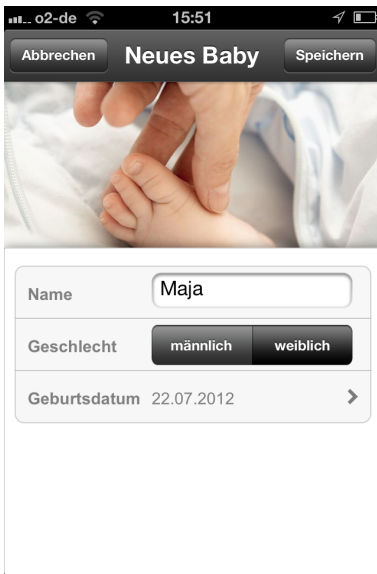 o2-de 15:51
Abbrechen Neues Baby Speichern
Name Maja
Geschlecht männlich weiblich
Geburtsdatum 22.07.2012